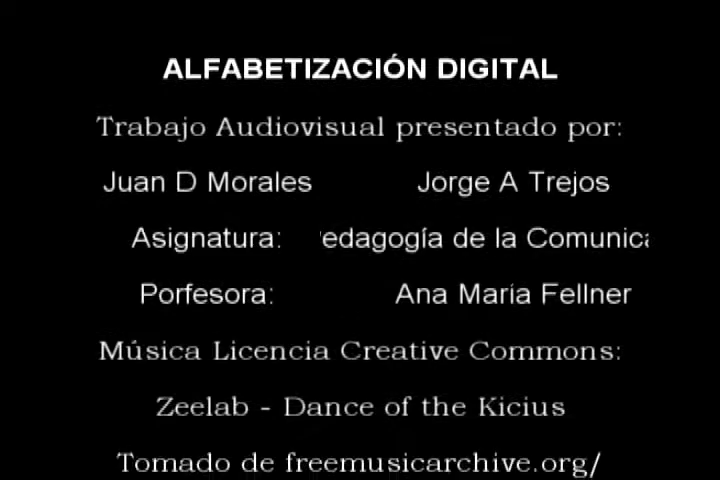 ALFABETIZACIÓN DIGITAL
Trabajo Audiovisual presentado por:
Juan D Morales Jorge A Trejos
Asignatura: edagogía de la Comunica
Porfesora: Ana María Fellner
Música Licencia Creative Commons:
Zeelab - Dance of the Kicius
Tomado de freemusicarchive.org/